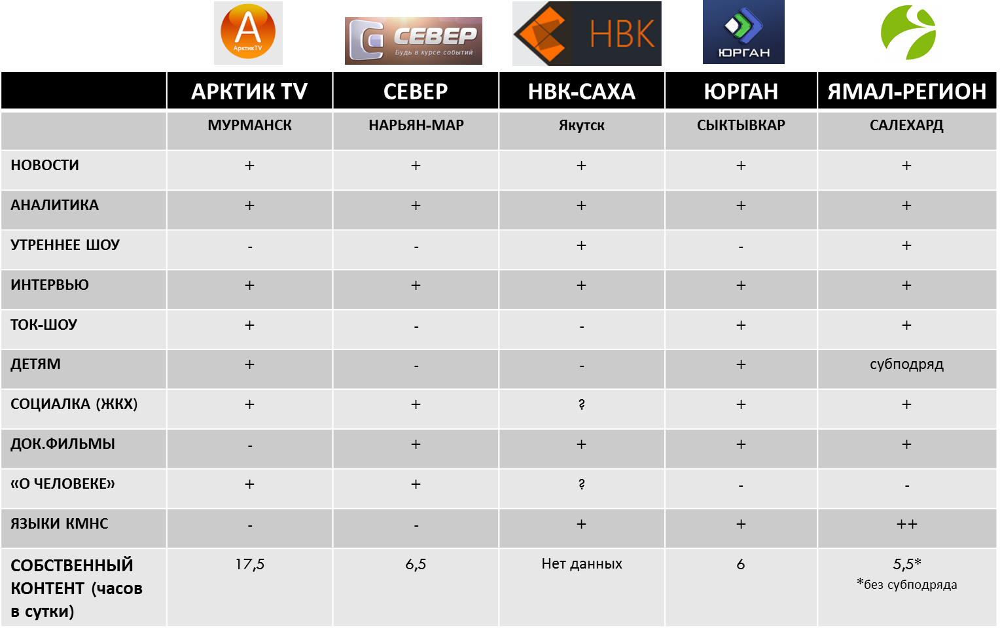 А
АрктикTV
СЕВЕР
Будь в курсе событий
НВК
ЮРГАН
АРКТИК TV СЕВЕР НВК-САХА ЮРГАН ЯМАЛ-РЕГИОН
МУРМАНСК НАРЬЯН-МАР Якутск СЫКТЫВКАР САЛЕХАРД
НОВОСТИ + + + + +
АНАЛИТИКА + + + + +
УТРЕННЕЕ ШОУ - - + - +
ИНТЕРВЬЮ + + + + +
ТОК-ШОУ + - - + +
ДЕТЯМ + - - + субподряд
СОЦИАЛКА (ЖКХ) + + ? + +
ДОК.ФИЛЬМЫ - + + + +
«О ЧЕЛОВЕКЕ» + + ? - -
ЯЗЫКИ КМНС - - + + ++
СОБСТВЕННЫЙ 17,5 6,5 Нет данных 6 5,5*
КОНТЕНТ (часов *без субподряда
в сутки)